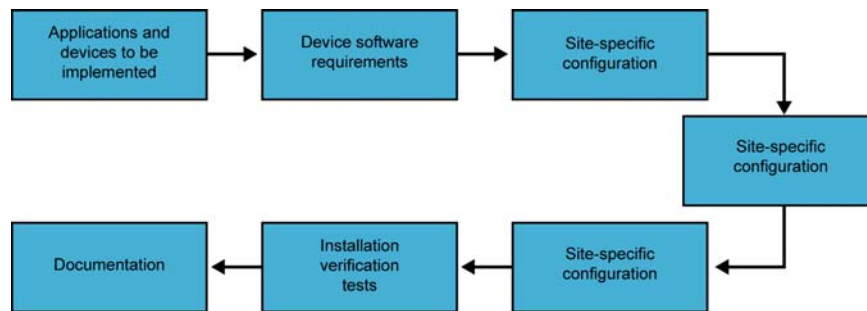 Applications and
devices to be
implemented
Device software
requirements
Site-specific
configuration
Site-specific
configuration
Site-specific
configuration
Installation
verification
tests
Documentation